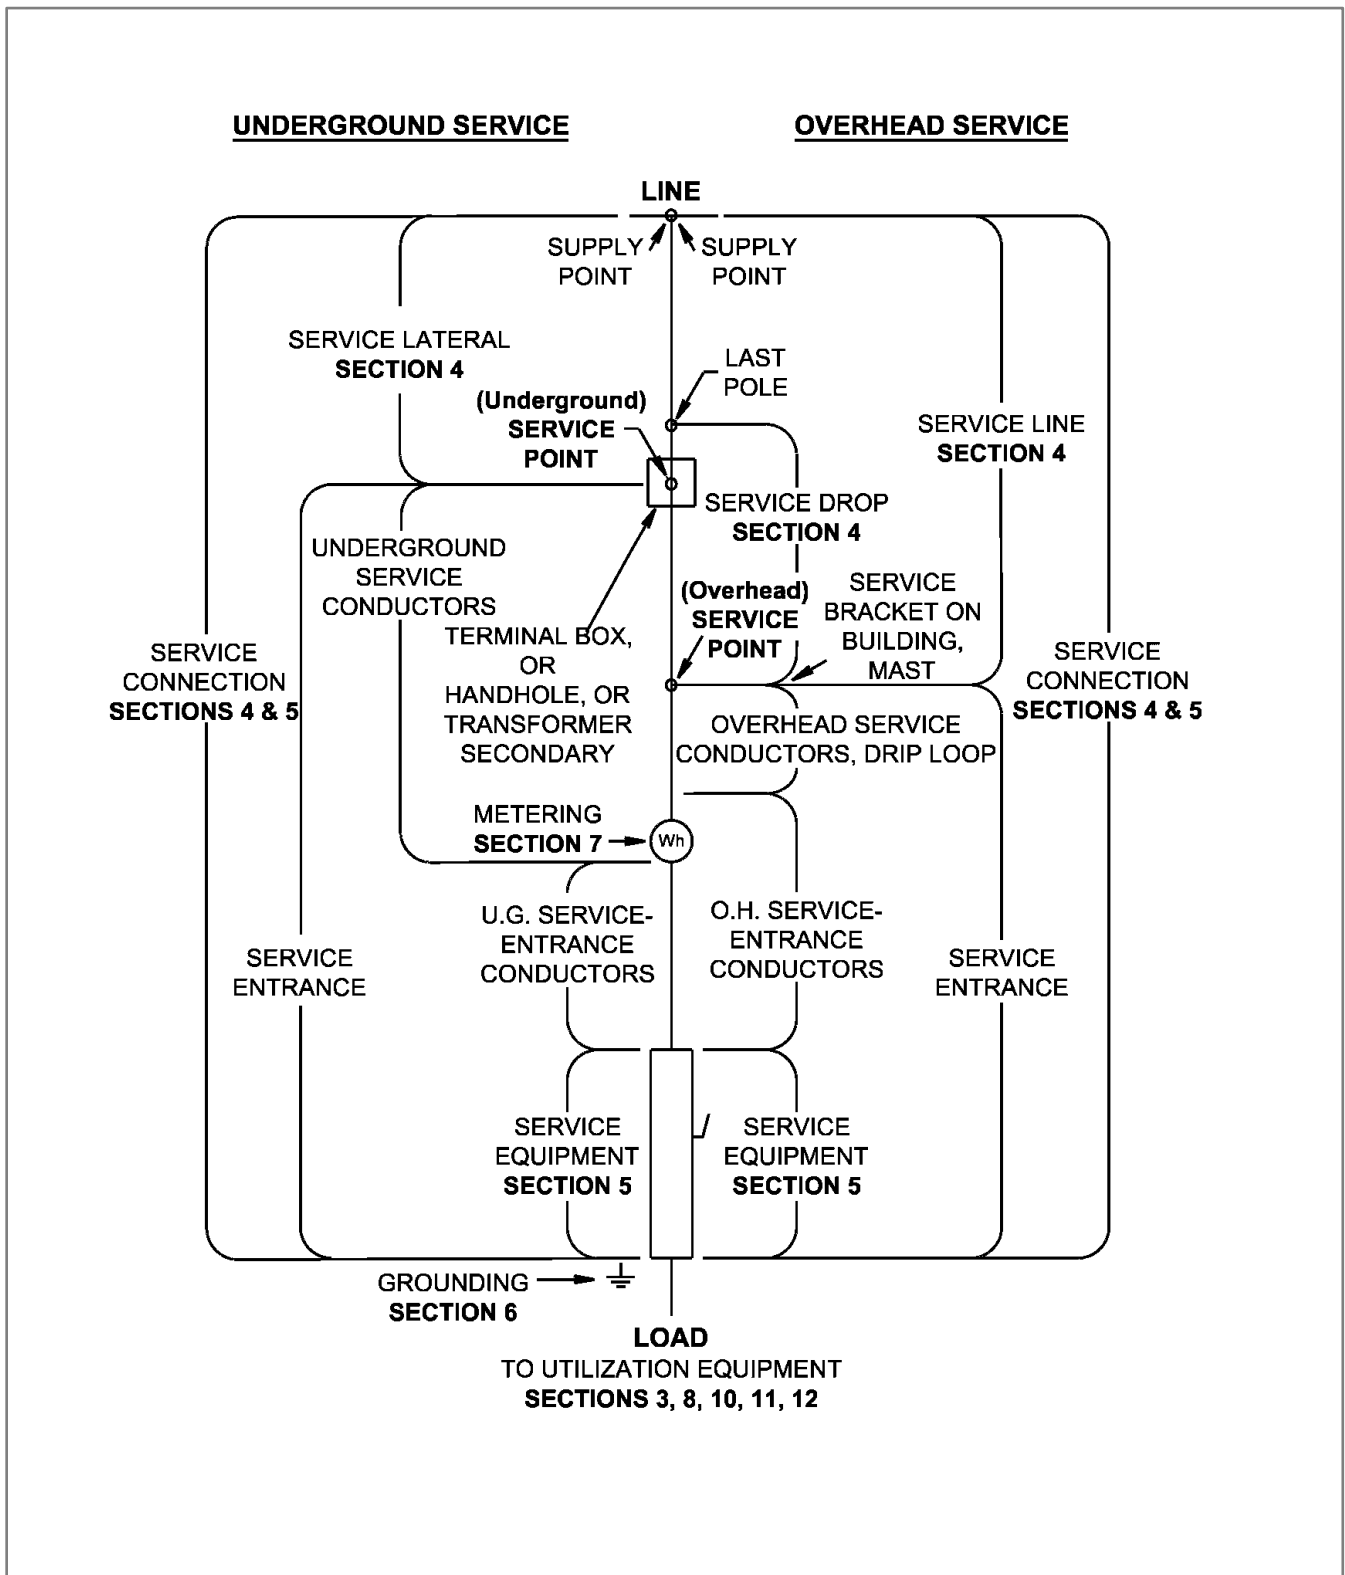 UNDERGROUND SERVICE
OVERHEAD SERVICE
LINE
SUPPLY
POINT
SUPPLY
POINT
SERVICE LATERAL
SECTION 4
LAST
POLE
(Underground)
SERVICE
POINT
SERVICE LINE
SECTION 4
SERVICE DROP
SECTION 4
UNDERGROUND
SERVICE
CONDUCTORS
(Overhead)
SERVICE
POINT
SERVICE
BRACKET ON
BUILDING,
MAST
TERMINAL BOX,
OR
HANDHOLE, OR
TRANSFORMER
SECONDARY
SERVICE
CONNECTION
SECTIONS 4 & 5
SERVICE
CONNECTION
SECTIONS 4 & 5
OVERHEAD SERVICE
CONDUCTORS, DRIP LOOP
METERING
SECTION 7
Wh
U.G. SERVICE-
ENTRANCE
CONDUCTORS
O.H. SERVICE-
ENTRANCE
CONDUCTORS
SERVICE
ENTRANCE
SERVICE
ENTRANCE
SERVICE
EQUIPMENT
SECTION 5
SERVICE
EQUIPMENT
SECTION 5
GROUNDING
SECTION 6
LOAD
TO UTILIZATION EQUIPMENT
SECTIONS 3, 8, 10, 11, 12